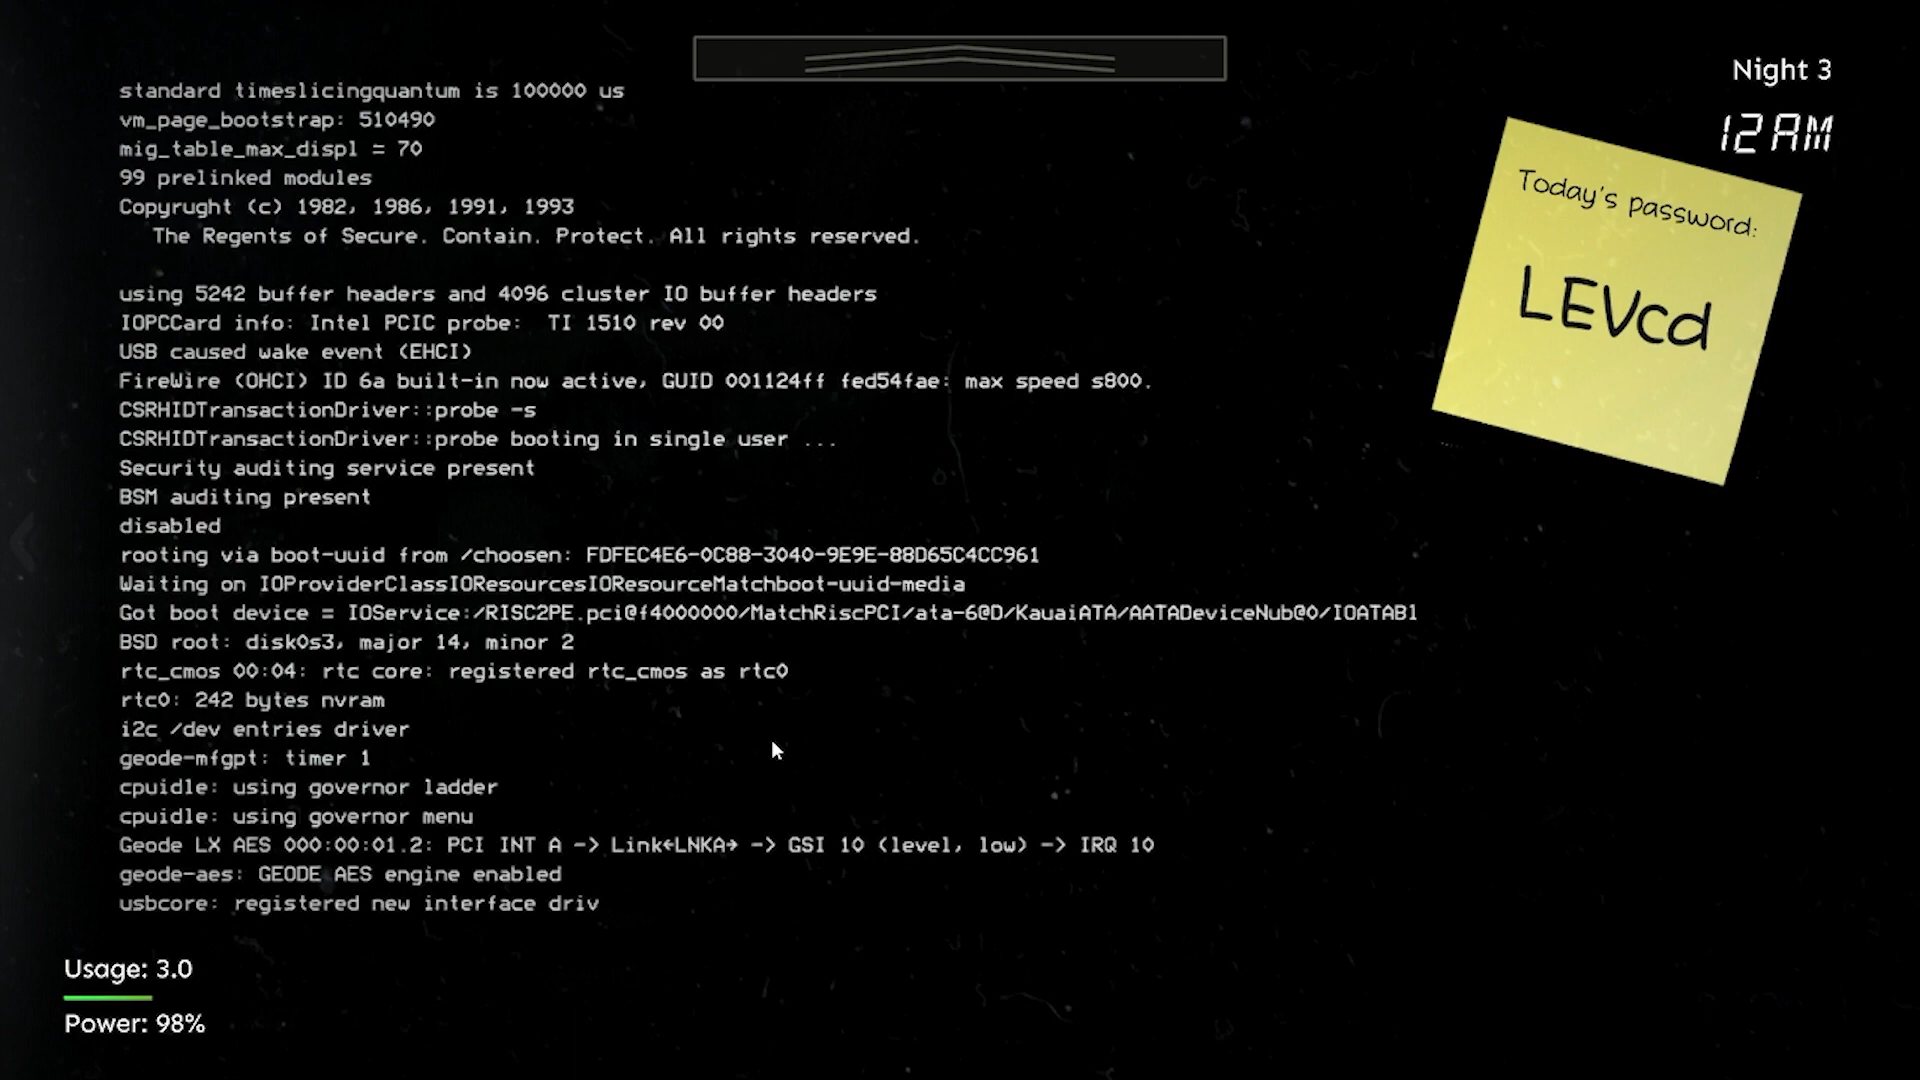 standard timeslicingquantum is 100000 us
vm_page_bootstrap: 510490
mig_table_max_displ = 70
99 prelinked modules
Copyrught (c) 1982, 1986, 1991, 1993
The Regents of Secure. Contain. Protect. All rights reserved.
using 5242 buffer headers and 4096 cluster IO buffer headers
IOPCCard info: Intel PCIC probe: TI 1510 rev 00
USB caused wake event (EHCI)
FireWire (OHCI) ID 6a built-in now active, GUID 001124ff fed54fae: max speed s800.
CSRHIDTransactionDriver::probe -s
CSRHIDTransactionDriver::probe booting in single user ...
Security auditing service present
BSM auditing present
disabled
rooting via boot-uuid from /choosen: FDFEC4E6-0C88-3040-9E9E-88D65C4CC961
Waiting on IOProviderClassIOResourcesIOResourceMatchboot-uuid-media
Got boot device = IOService:/RISC2PE.pci@f4000000/MatchRiscPCI/ata-6@D/KauaiATA/AATADeviceNub@0/IOATABl
BSD root: disk0s3, major 14, minor 2
rtc_cmos 00:04: rtc core: registered rtc_cmos as rtc0
rtc0: 242 bytes nvram
i2c /dev entries driver
geode-mfgpt: timer 1
cpuidle: using governor ladder
cpuidle: using governor menu
Geode LX AES 000:00:01.2: PCI INT A -> Link←LNKA→ -> GSI 10 (level, low) -> IRQ 10
geode-aes: GEODE AES engine enabled
usbcore: registered new interface driv
Night 3
12 AM
Today's password:
LEVcd
Usage: 3.0
Power: 98%